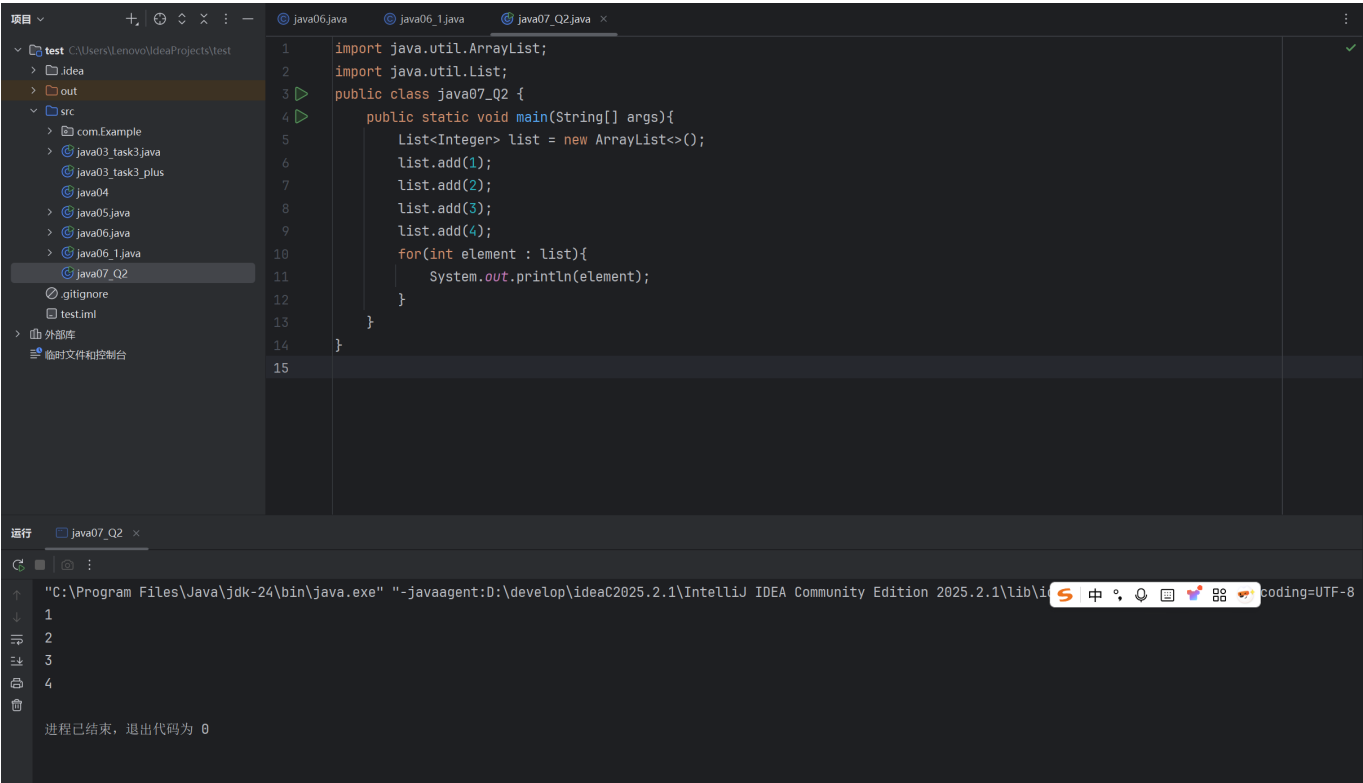 项目
java06.java
java06_1.java
java07_Q2.java
test C:\Users\Lenovo\IdeaProjects\test
.idea
out
src
com.Example
java03_task3.java
java03_task3_plus
java04
java05.java
java06.java
java06_1.java
java07_Q2
.gitignore
test.iml
外部库
临时文件和控制台
1 import java.util.ArrayList;
2 import java.util.List;
3 public class java07_Q2 {
4 public static void main(String[] args){
5 List<Integer> list = new ArrayList<>();
6 list.add(1);
7 list.add(2);
8 list.add(3);
9 list.add(4);
10 for(int element : list){
11 System.out.println(element);
12 }
13 }
14 }
15
运行
java07_Q2
"C:\Program Files\Java\jdk-24\bin\java.exe" "-javaagent:D:\develop\ideaC2025.2.1\IntelliJ IDEA Community Edition 2025.2.1\lib\i
S 中
coding=UTF-8
1
2
3
4
进程已结束，退出代码为 0